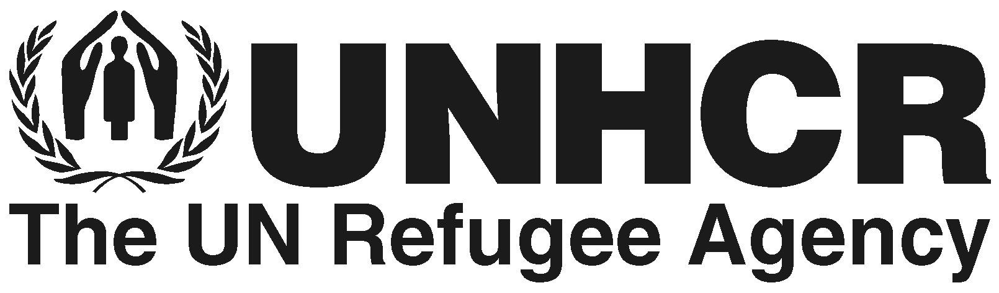 UNHCR
The UN Refugee Agency